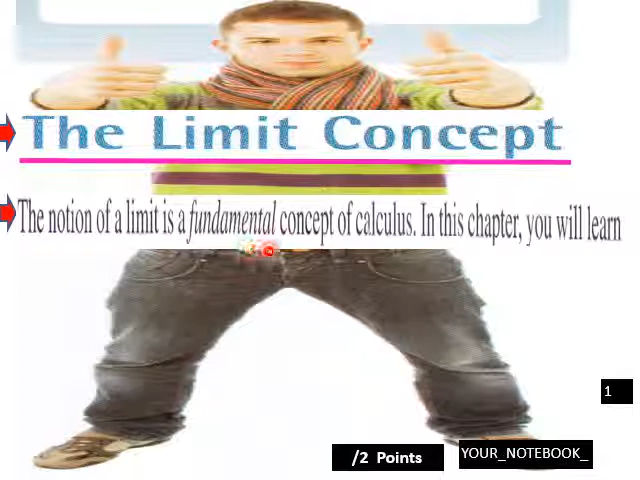 The Limit Concept
The notion of a limit is a fundamental concept of calculus. In this chapter, you will learn
1
/2 Points
YOUR_NOTEBOOK_